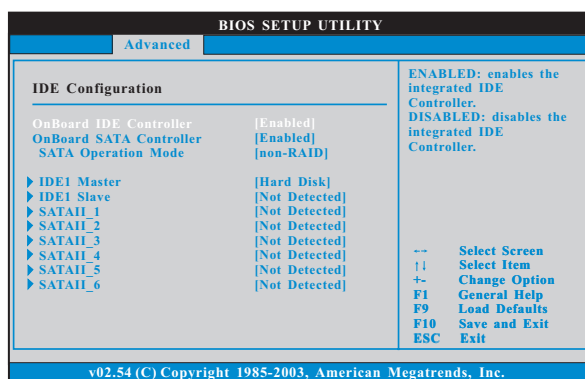 BIOS SETUP UTILITY
Advanced
IDE Configuration
OnBoard IDE Controller [Enabled]
OnBoard SATA Controller [Enabled]
SATA Operation Mode [non-RAID]
IDE1 Master [Hard Disk]
IDE1 Slave [Not Detected]
SATAII_1 [Not Detected]
SATAII_2 [Not Detected]
SATAII_3 [Not Detected]
SATAII_4 [Not Detected]
SATAII_5 [Not Detected]
SATAII_6 [Not Detected]
ENABLED: enables the
integrated IDE
Controller.
DISABLED: disables the
integrated IDE
Controller.
←→ Select Screen
↑↓ Select Item
+- Change Option
F1 General Help
F9 Load Defaults
F10 Save and Exit
ESC Exit
v02.54 (C) Copyright 1985-2003, American Megatrends, Inc.